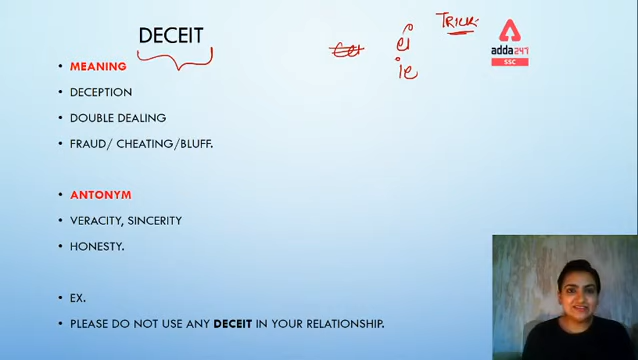 DECEIT
ei
ie
TRICK
adda247
SSC
• MEANING
• DECEPTION
• DOUBLE DEALING
• FRAUD/ CHEATING/BLUFF.
• ANTONYM
• VERACITY, SINCERITY
• HONESTY.
• EX.
• PLEASE DO NOT USE ANY DECEIT IN YOUR RELATIONSHIP.